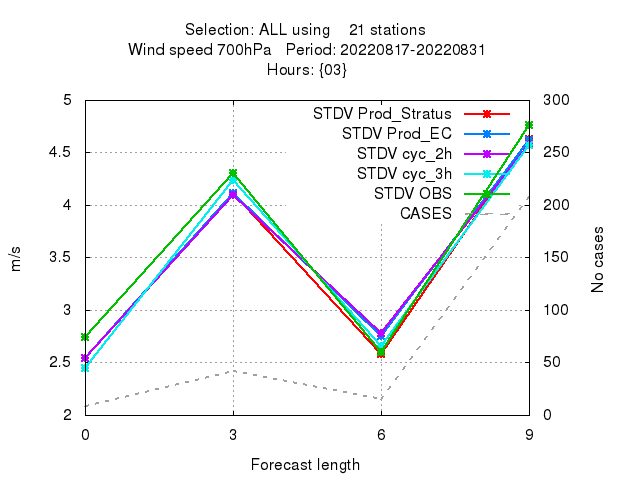 Selection: ALL using 21 stations
Wind speed 700hPa Period: 20220817-20220831
Hours: {03}
5 300
STDV Prod_Stratus
STDV Prod_EC
4.5 250
STDV cyc_2h
STDV cyc_3h
STDV OBS
4 200
CASES
3.5 150
m/s
No cases
3 100
2.5 50
2 0
0 3 6 9
Forecast length